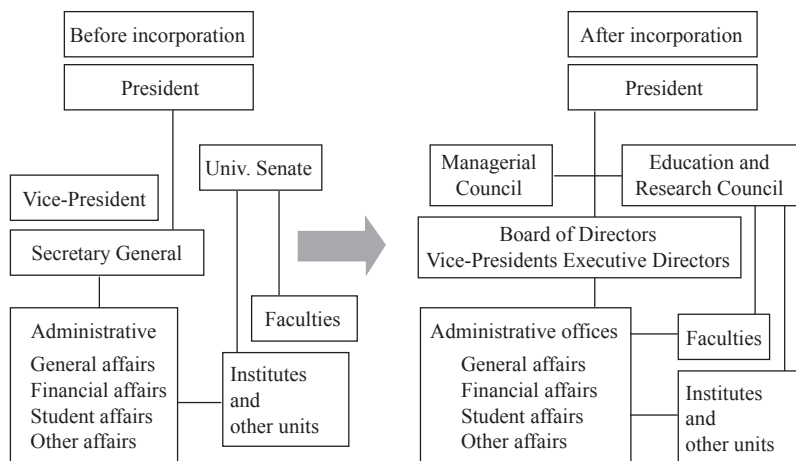 Before incorporation
President
Univ. Senate
Vice-President
Secretary General
Faculties
Administrative
General affairs
Financial affairs
Student affairs
Other affairs
Institutes
and
other units
After incorporation
President
Managerial
Council
Education and
Research Council
Board of Directors
Vice-Presidents Executive Directors
Administrative offices
General affairs
Financial affairs
Student affairs
Other affairs
Faculties
Institutes
and
other units